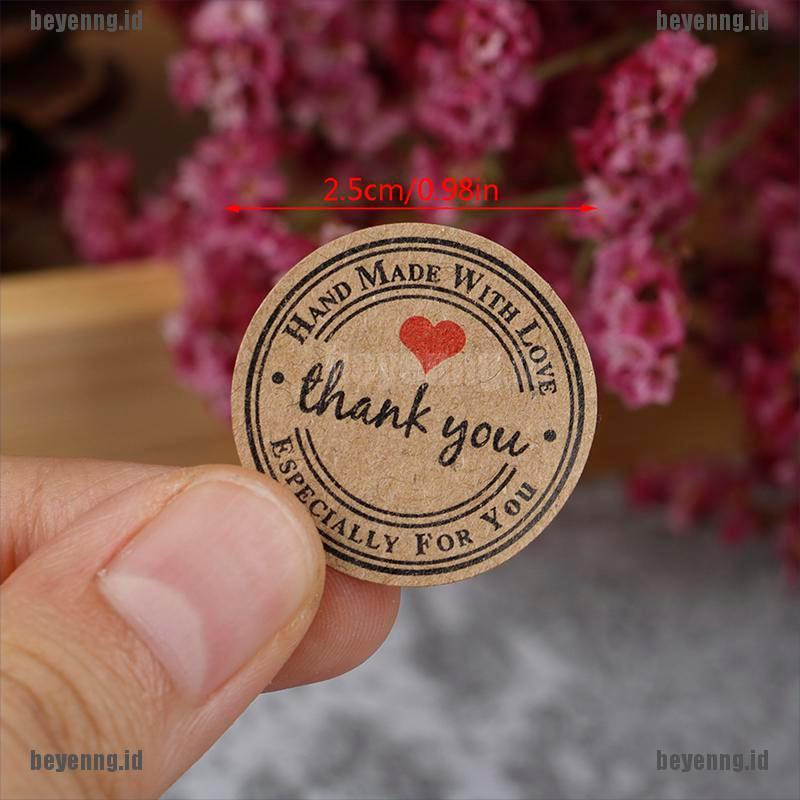 beyenng.id
beyenng.id
2.5cm/0.98in
HAND MADE WITH LOVE
beyenng
thank you
ESPECIALLY FOR YOU
beyenng.id
beyenng.id